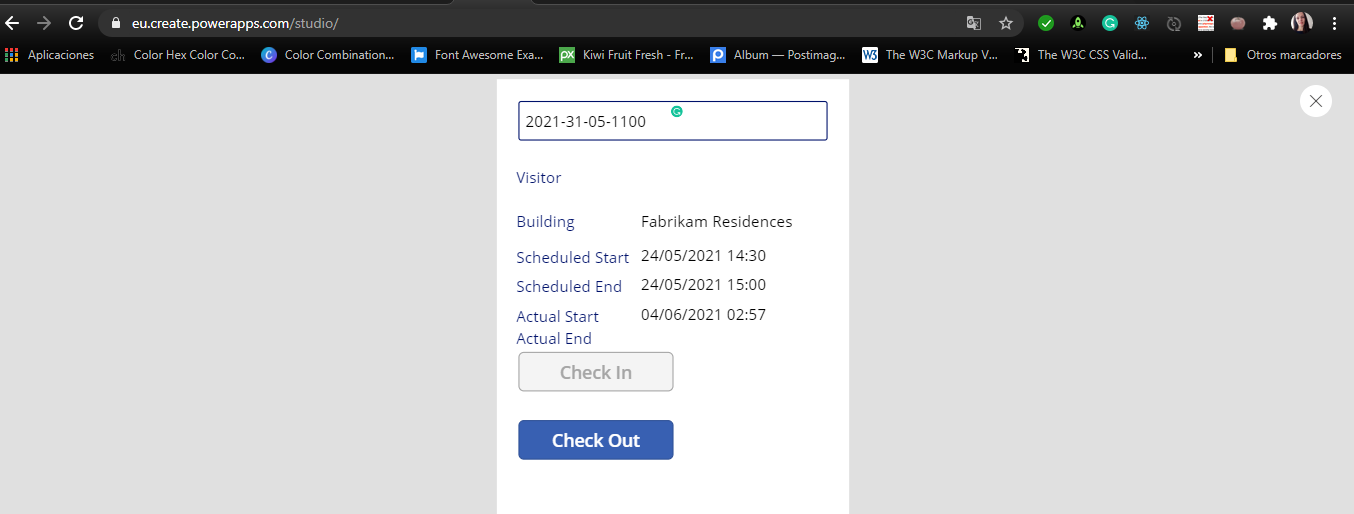 eu.create.powerapps.com/studio/
Aplicaciones
ch Color Hex Color Co...
C Color Combination...
Font Awesome Exa...
px Kiwi Fruit Fresh - Fr...
P Album — Postimag...
W3 The W3C Markup V...
The W3C CSS Valid...
»
Otros marcadores
2021-31-05-1100
Visitor
Building Fabrikam Residences
Scheduled Start 24/05/2021 14:30
Scheduled End 24/05/2021 15:00
Actual Start 04/06/2021 02:57
Actual End
Check In
Check Out